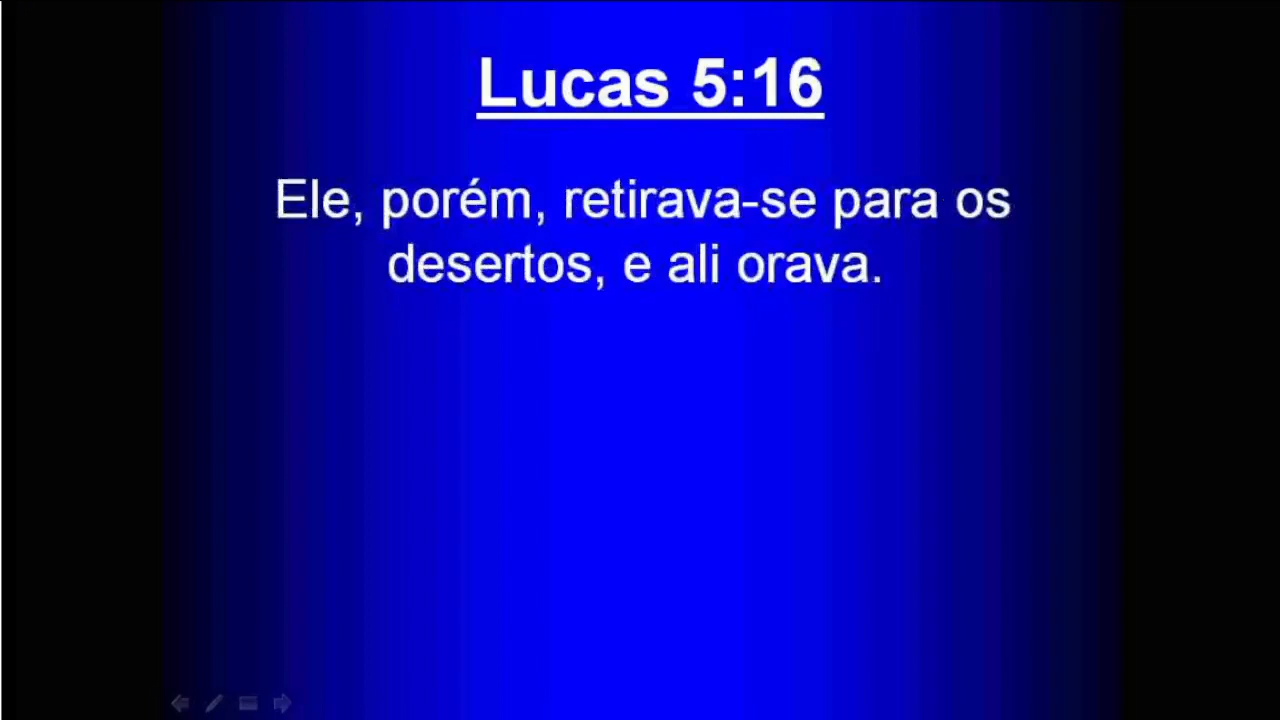 Lucas 5:16
Ele, porém, retirava-se para os
desertos, e ali orava.